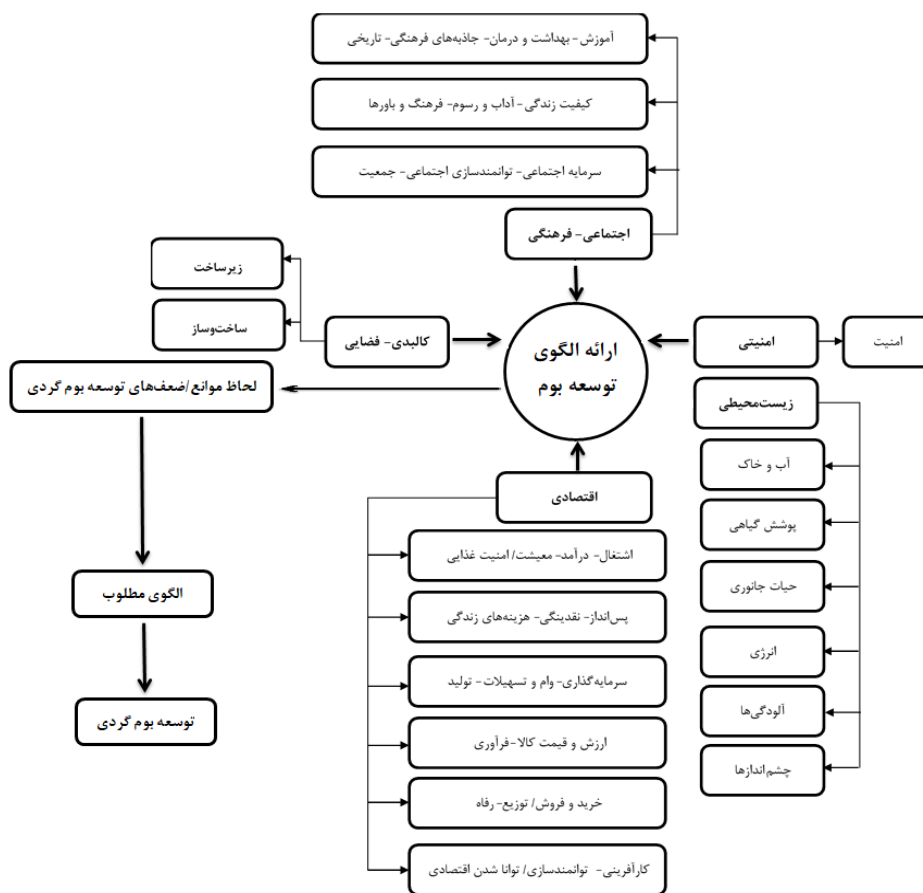 آموزش- بهداشت و درمان- جاذبه‌های فرهنگی- تاریخی
کیفیت زندگی- آداب و رسوم- فرهنگ و باورها
سرمایه اجتماعی- توانمندسازی اجتماعی- جمعیت
اجتماعی- فرهنگی
زیرساخت
ساخت‌وساز
کالبدی- فضایی
ارائه الگوی
توسعه بوم
امنیتی
امنیت
لحاظ موانع/ضعف‌های توسعه بوم گردی
زیست‌محیطی
آب و خاک
پوشش گیاهی
حیات جانوری
انرژی
آلودگی‌ها
چشم‌اندازها
اقتصادی
اشتغال- درآمد- معیشت/ امنیت غذایی
پس‌انداز- نقدینگی- هزینه‌های زندگی
سرمایه‌گذاری- وام و تسهیلات- تولید
ارزش و قیمت کالا-فرآوری
خرید و فروش/ توزیع- رفاه
کارآفرینی- توانمندسازی/ توانا شدن اقتصادی
الگوی مطلوب
توسعه بوم گردی